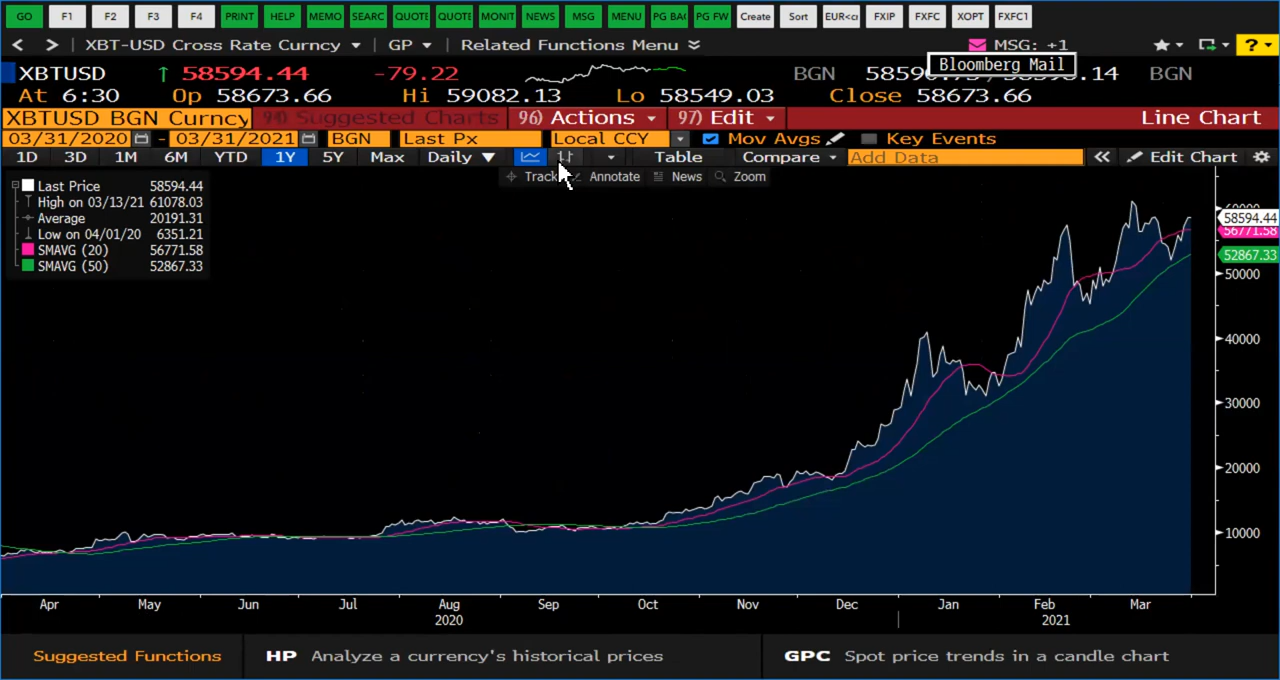 GO F1 F2 F3 F4 PRINT HELP MEMO SEARC QUOTE QUOTE MONIT NEWS MSG MENU PG BA PG FW Create Sort EUR<cu FXIP FXFC XOPT FXFC1
< > XBT-USD Cross Rate Curncy GP Related Functions Menu MSG: +1 ?
Bloomberg Mail
XBTUSD ↑ 58594.44 -79.22 BGN .14 BGN
At 6:30 Op 58673.66 Hi 59082.13 Lo 58549.03 Close 58673.66
XBTUSD BGN Curncy Suggested Charts 96) Actions 97) Edit Line Chart
03/31/2020 - 03/31/2021 BGN Last Px Local CCY Mov Avgs Key Events
1D 3D 1M 6M YTD 1Y 5Y Max Daily ▼ Table Compare Add Data « Edit Chart
Track Annotate News Zoom
Last Price 58594.44
High on 03/13/21 61078.03
Average 20191.31
Low on 04/01/20 6351.21
SMAVG (20) 56771.58
SMAVG (50) 52867.33
58594.44
56771.58
52867.33
50000
40000
30000
20000
10000
Apr May Jun Jul Aug Sep Oct Nov Dec Jan Feb Mar
2020 2021
Suggested Functions HP Analyze a currency's historical prices GPC Spot price trends in a candle chart